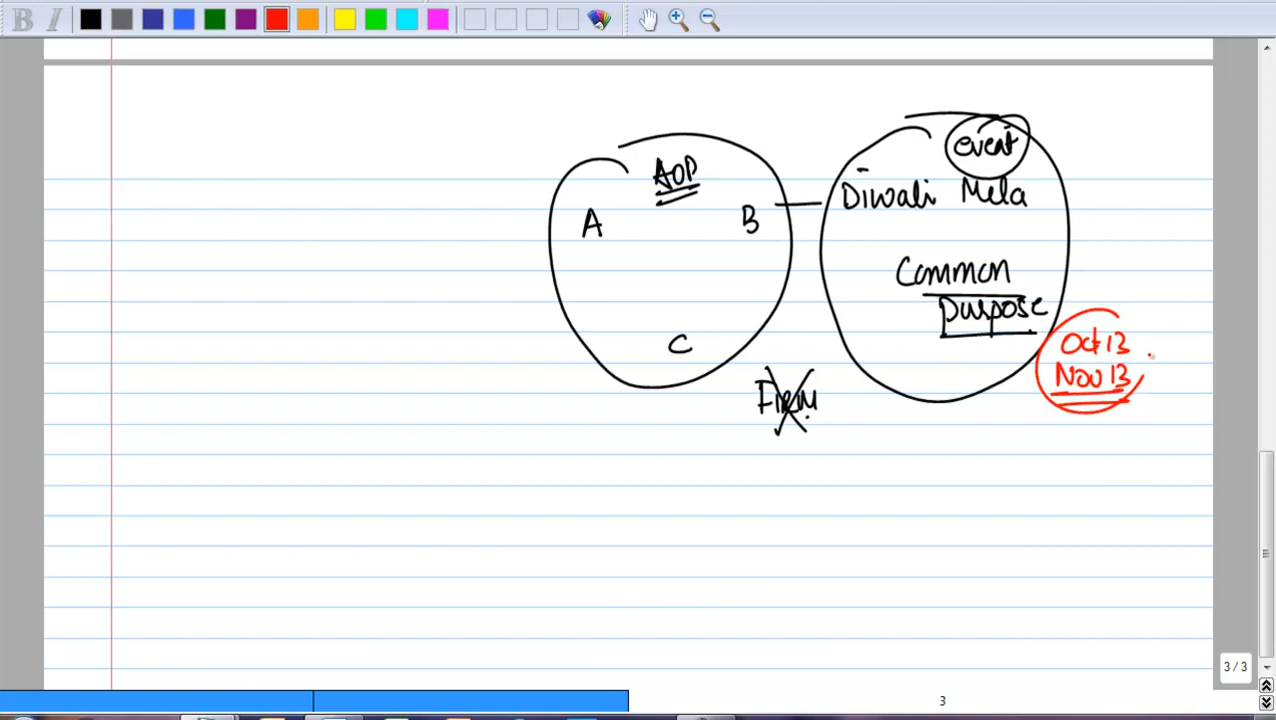 B I
event
AOP
Diwali Mela
A B
Common
Purpose
Oct 13
C
Nov 13
Firm
3/3
3